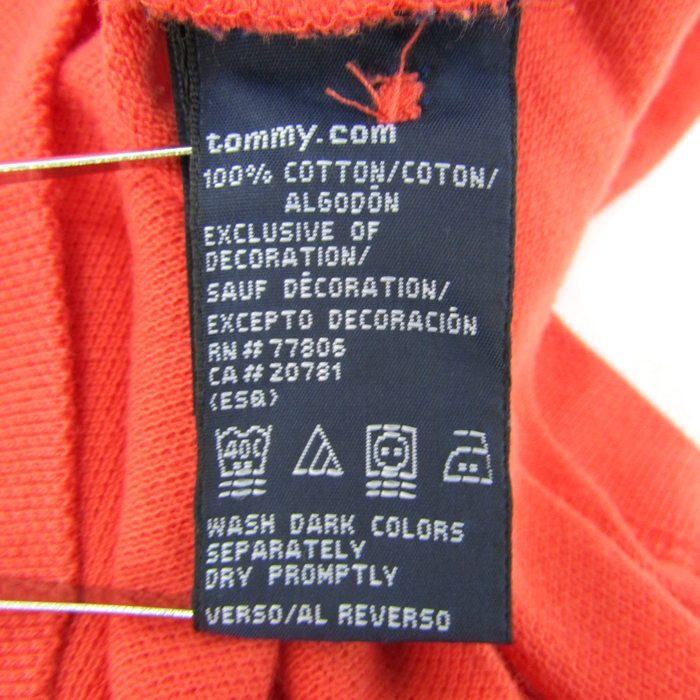 tommy.com
100% COTTON/COTON/
ALGODÓN
EXCLUSIVE OF
DECORATION/
SAUF DÉCORATION/
EXCEPTO DECORACIÓN
RN# 77806
CA# 20781
(ESQ)
40C
WASH DARK COLORS
SEPARATELY
DRY PROMPTLY
VERSO/AL REVERSO